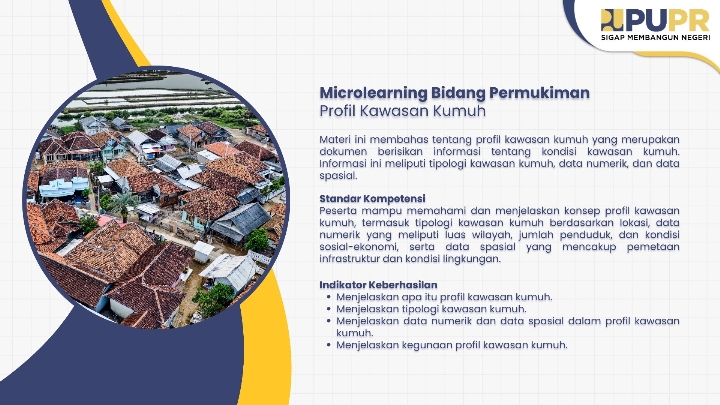 PUPR
SIGAP MEMBANGUN NEGERI
Microlearning Bidang Permukiman
Profil Kawasan Kumuh
Materi ini membahas tentang profil kawasan kumuh yang merupakan
dokumen berisikan informasi tentang kondisi kawasan kumuh.
Informasi ini meliputi tipologi kawasan kumuh, data numerik, dan data
spasial.
Standar Kompetensi
Peserta mampu memahami dan menjelaskan konsep profil kawasan
kumuh, termasuk tipologi kawasan kumuh berdasarkan lokasi, data
numerik yang meliputi luas wilayah, jumlah penduduk, dan kondisi
sosial-ekonomi, serta data spasial yang mencakup pemetaan
infrastruktur dan kondisi lingkungan.
Indikator Keberhasilan
• Menjelaskan apa itu profil kawasan kumuh.
• Menjelaskan tipologi kawasan kumuh.
• Menjelaskan data numerik dan data spasial dalam profil kawasan
kumuh.
• Menjelaskan kegunaan profil kawasan kumuh.